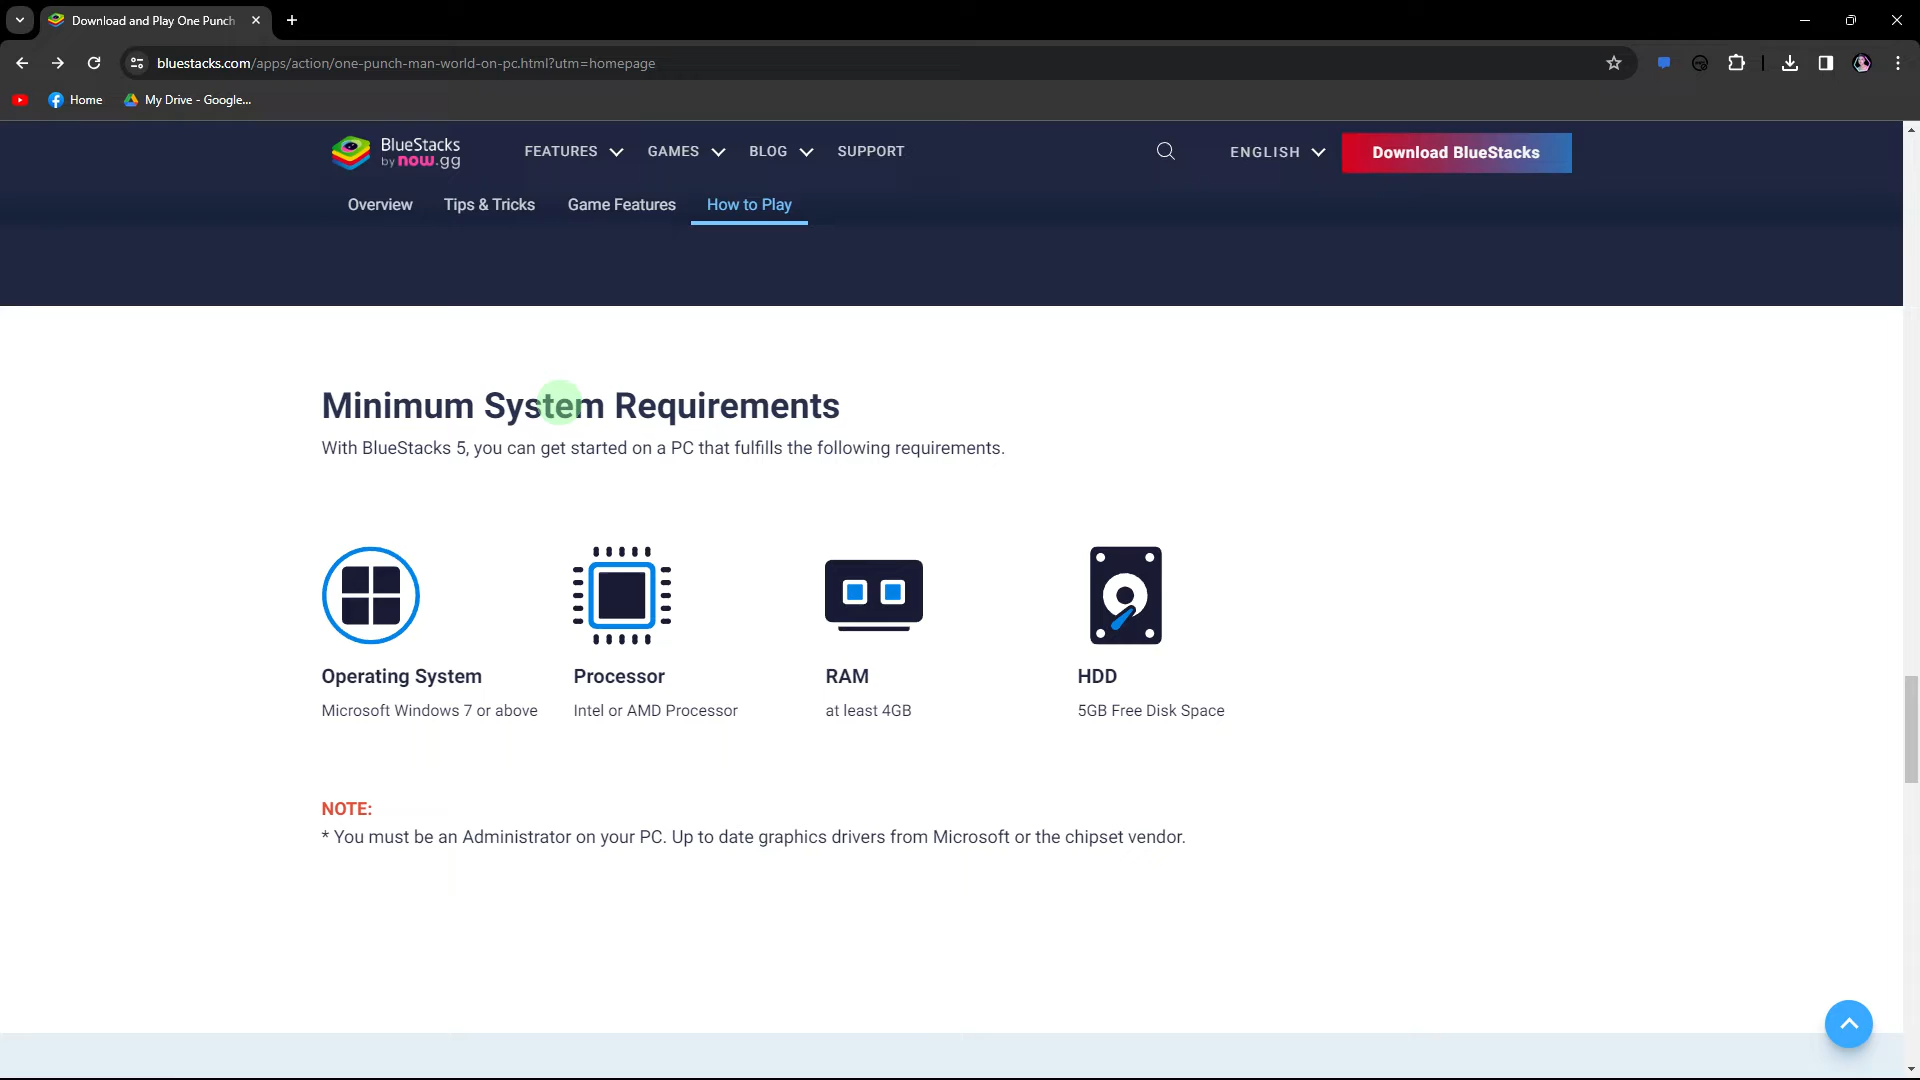 Download and Play One Punch
bluestacks.com/apps/action/one-punch-man-world-on-pc.html?utm=homepage
Home
My Drive - Google...
BlueStacks
by now.gg
FEATURES
GAMES
BLOG
SUPPORT
ENGLISH
Download BlueStacks
Overview
Tips & Tricks
Game Features
How to Play
Minimum System Requirements
With BlueStacks 5, you can get started on a PC that fulfills the following requirements.
Operating System
Microsoft Windows 7 or above
Processor
Intel or AMD Processor
RAM
at least 4GB
HDD
5GB Free Disk Space
NOTE:
* You must be an Administrator on your PC. Up to date graphics drivers from Microsoft or the chipset vendor.